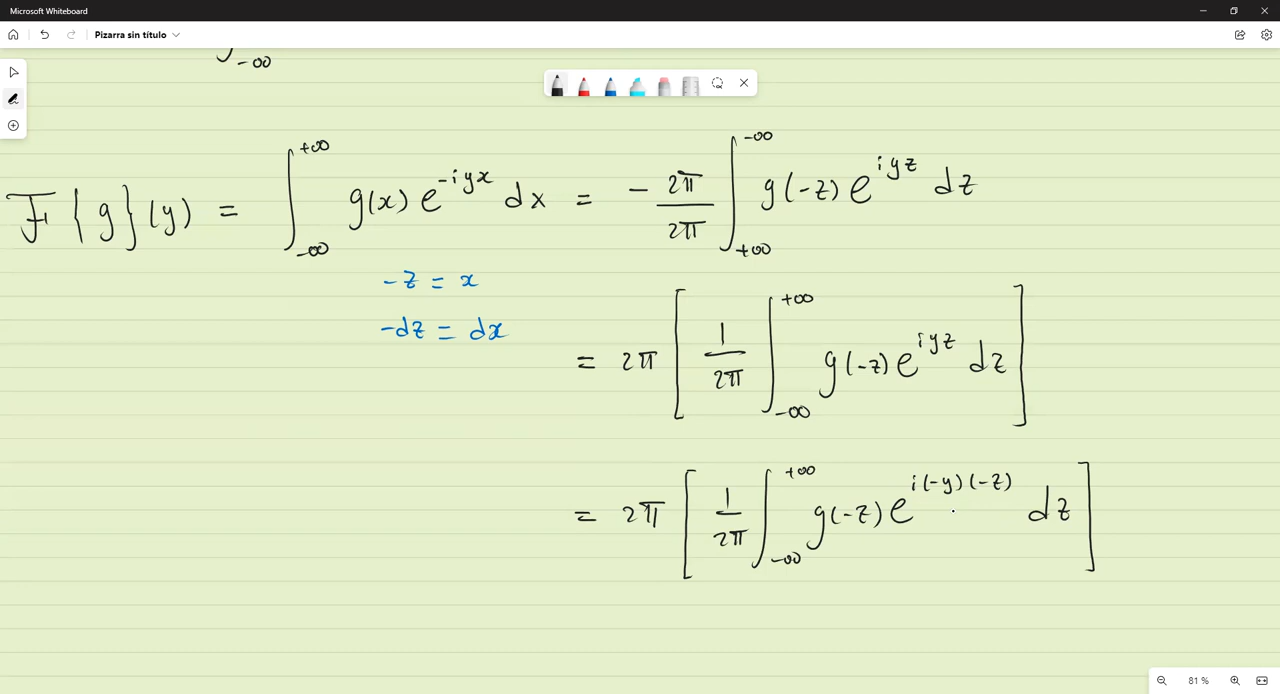 Microsoft Whiteboard
Pizarra sin título
−∞
F{g}(y) = ∫_{−∞}^{+∞} g(x) e^{−iyx} dx = − 2π/2π ∫_{+∞}^{−∞} g(−z) e^{iyz} dz
−z = x
−dz = dx
= 2π [ 1/2π ∫_{−∞}^{+∞} g(−z) e^{iyz} dz ]
= 2π [ 1/2π ∫_{−∞}^{+∞} g(−z) e^{i(−y)(−z)} dz ]
81 %